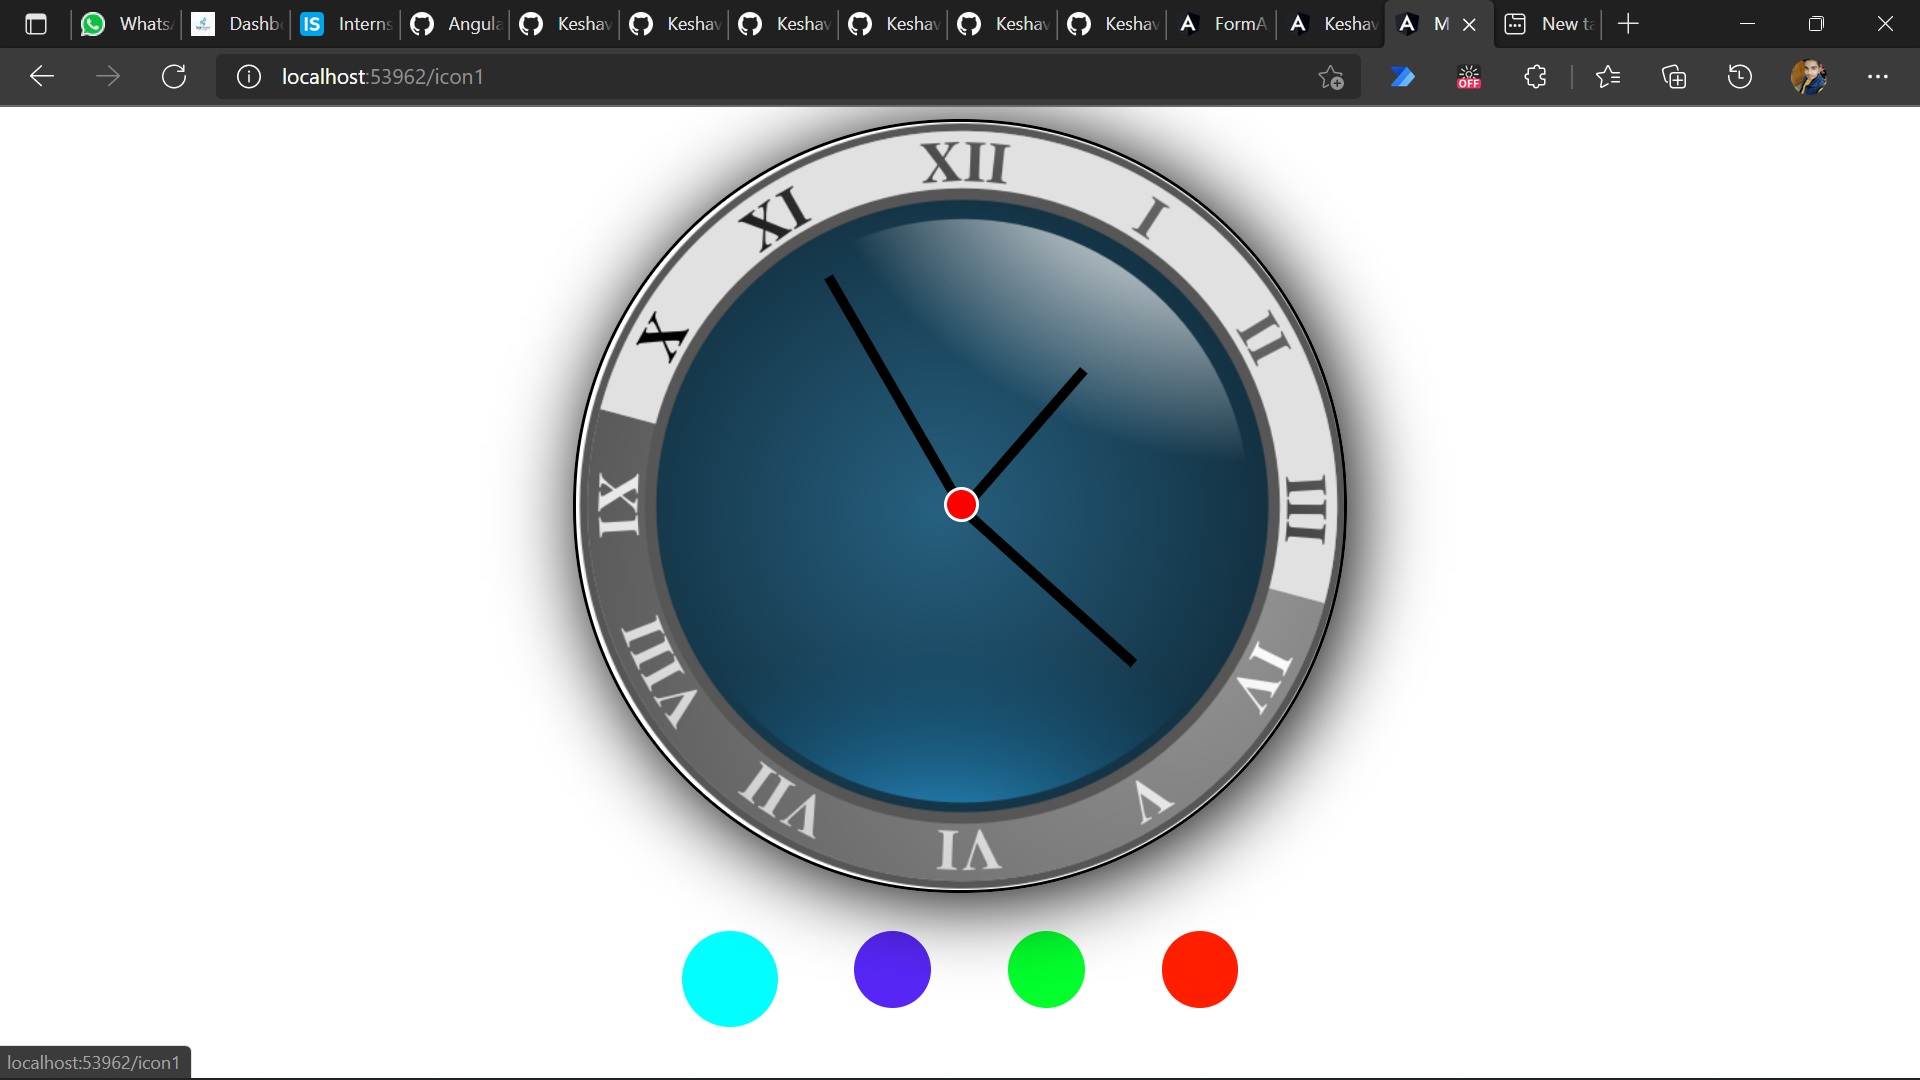 Whats Dashb IS Interns Angula Keshav Keshav Keshav Keshav Keshav Keshav FormA Keshav M New ta
localhost:53962/icon1
OFF
XII
XI
I
X
II
IX
III
VIII
IV
VII
V
VI
localhost:53962/icon1